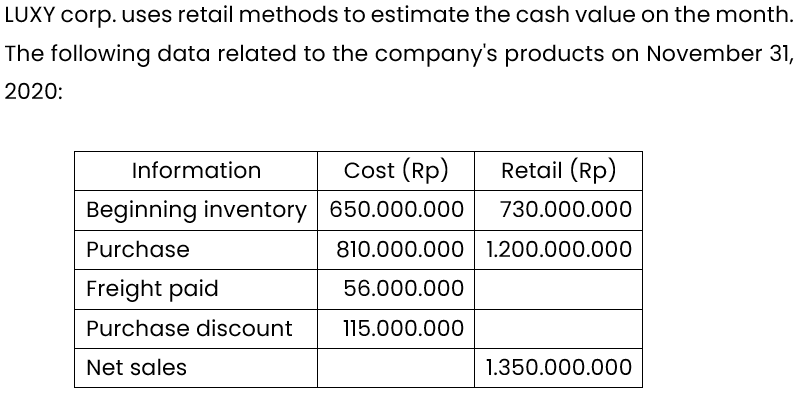 LUXY corp. uses retail methods to estimate the cash value on the month.
The following data related to the company's products on November 31,
2020:
Information Cost (Rp) Retail (Rp)
Beginning inventory 650.000.000 730.000.000
Purchase 810.000.000 1.200.000.000
Freight paid 56.000.000
Purchase discount 115.000.000
Net sales 1.350.000.000